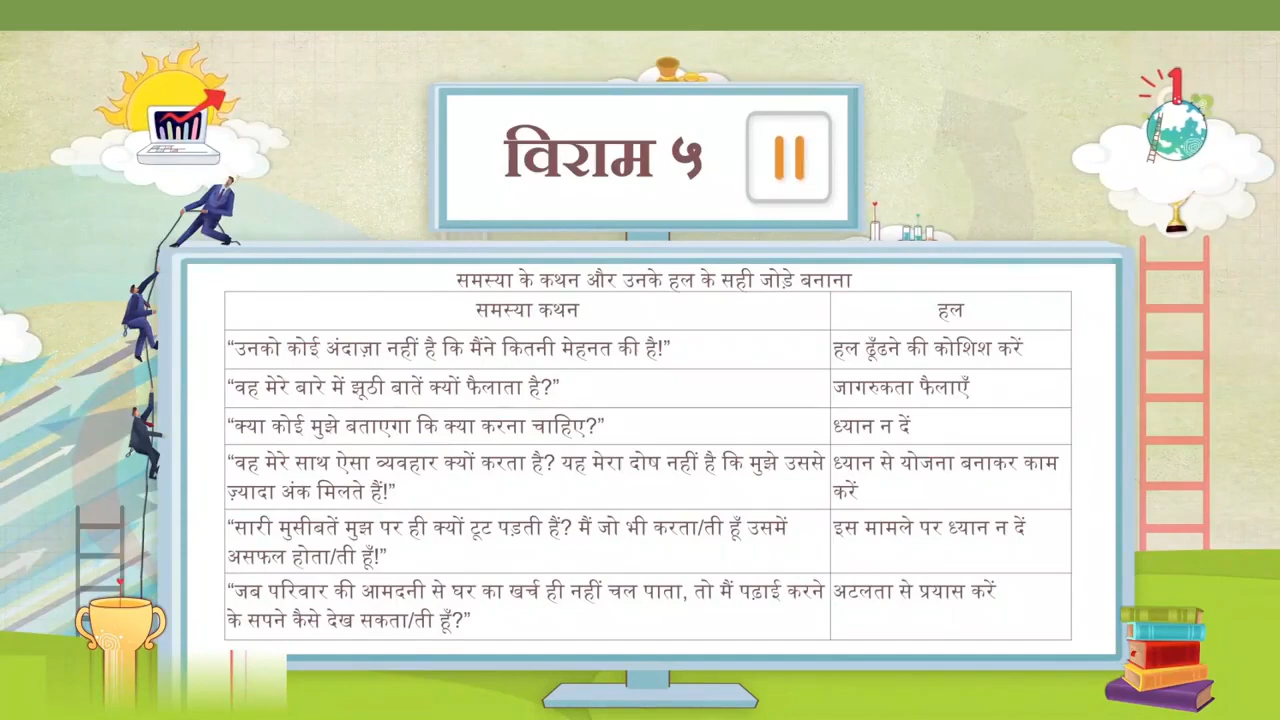 विराम ५
समस्या के कथन और उनके हल के सही जोड़े बनाना
समस्या कथन
हल
“उनको कोई अंदाज़ा नहीं है कि मैंने कितनी मेहनत की है!”
हल ढूँढने की कोशिश करें
“वह मेरे बारे में झूठी बातें क्यों फैलाता है?”
जागरुकता फैलाएँ
“क्या कोई मुझे बताएगा कि क्या करना चाहिए?”
ध्यान न दें
“वह मेरे साथ ऐसा व्यवहार क्यों करता है? यह मेरा दोष नहीं है कि मुझे उससे
ज़्यादा अंक मिलते हैं!”
ध्यान से योजना बनाकर काम
करें
“सारी मुसीबतें मुझ पर ही क्यों टूट पड़ती हैं? मैं जो भी करता/ती हूँ उसमें
असफल होता/ती हूँ!”
इस मामले पर ध्यान न दें
“जब परिवार की आमदनी से घर का खर्च ही नहीं चल पाता, तो मैं पढ़ाई करने
के सपने कैसे देख सकता/ती हूँ?”
अटलता से प्रयास करें
1